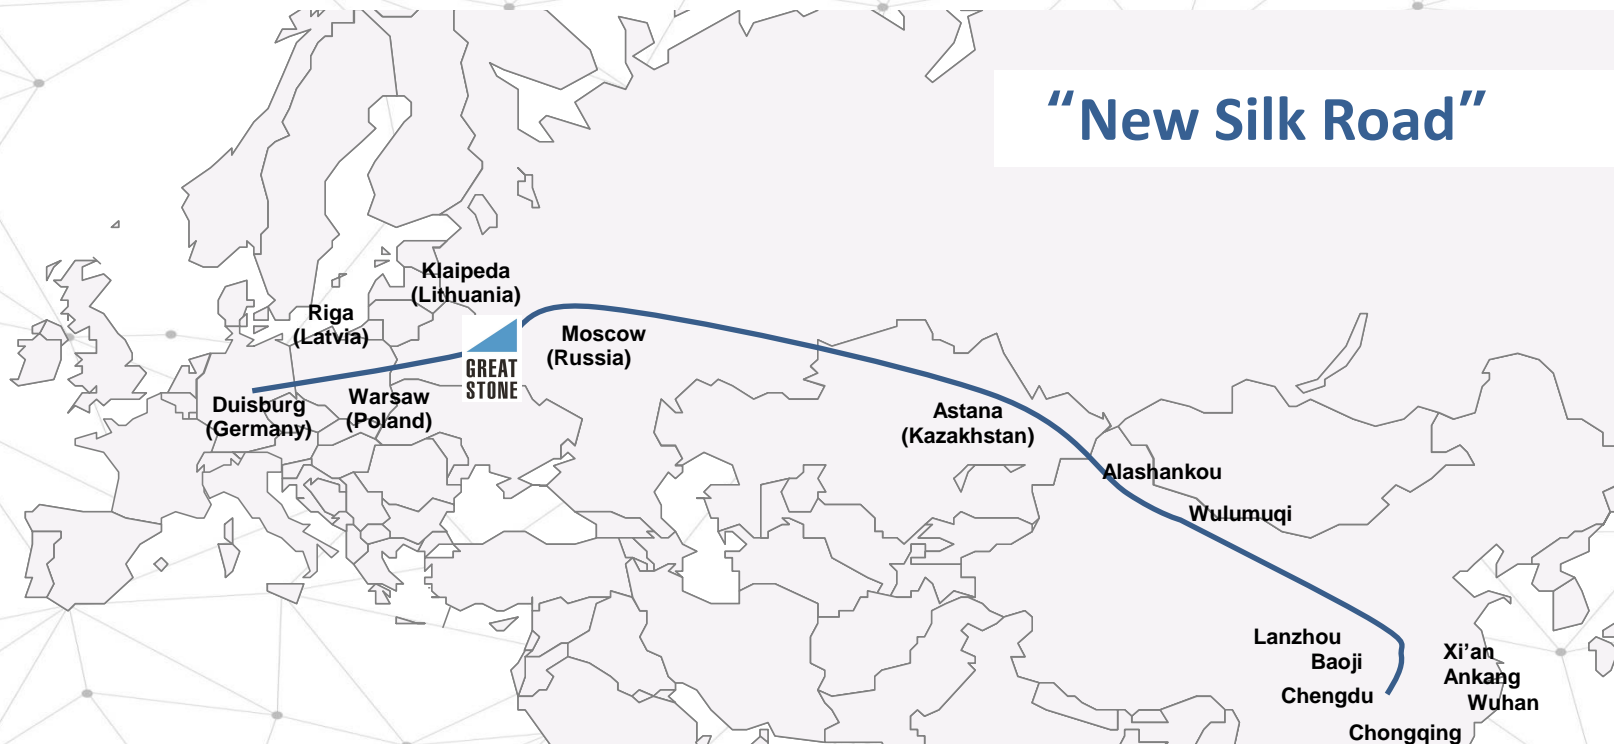 “New Silk Road”
Klaipeda
(Lithuania)
Riga
(Latvia)
Moscow
(Russia)
GREAT
STONE
Warsaw
(Poland)
Duisburg
(Germany)
Astana
(Kazakhstan)
Alashankou
Wulumuqi
Lanzhou
Baoji
Chengdu
Xi’an
Ankang
Wuhan
Chongqing